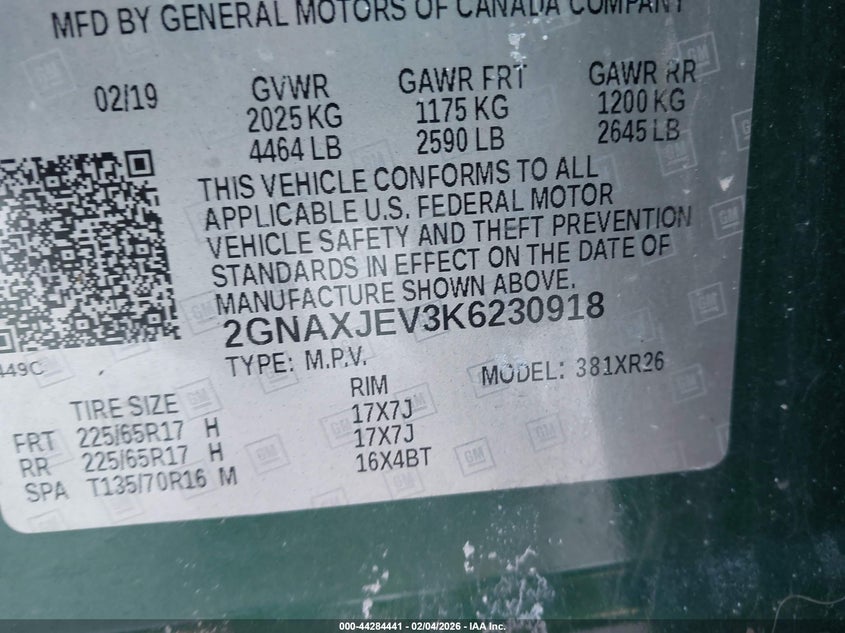 MFD BY GENERAL MOTORS OF CANADA COMPANY
02/19 GVWR GAWR FRT GAWR RR
2025 KG 1175 KG 1200 KG
4464 LB 2590 LB 2645 LB
THIS VEHICLE CONFORMS TO ALL
APPLICABLE U.S. FEDERAL MOTOR
VEHICLE SAFETY AND THEFT PREVENTION
STANDARDS IN EFFECT ON THE DATE OF
MANUFACTURE SHOWN ABOVE.
2GNAXJEV3K6230918
449C
TYPE: M.P.V. MODEL: 381XR26
TIRE SIZE RIM
FRT 225/65R17 H 17X7J
RR 225/65R17 H 17X7J
SPA T135/70R16 M 16X4BT
000-44284441 - 02/04/2026 - IAA Inc.